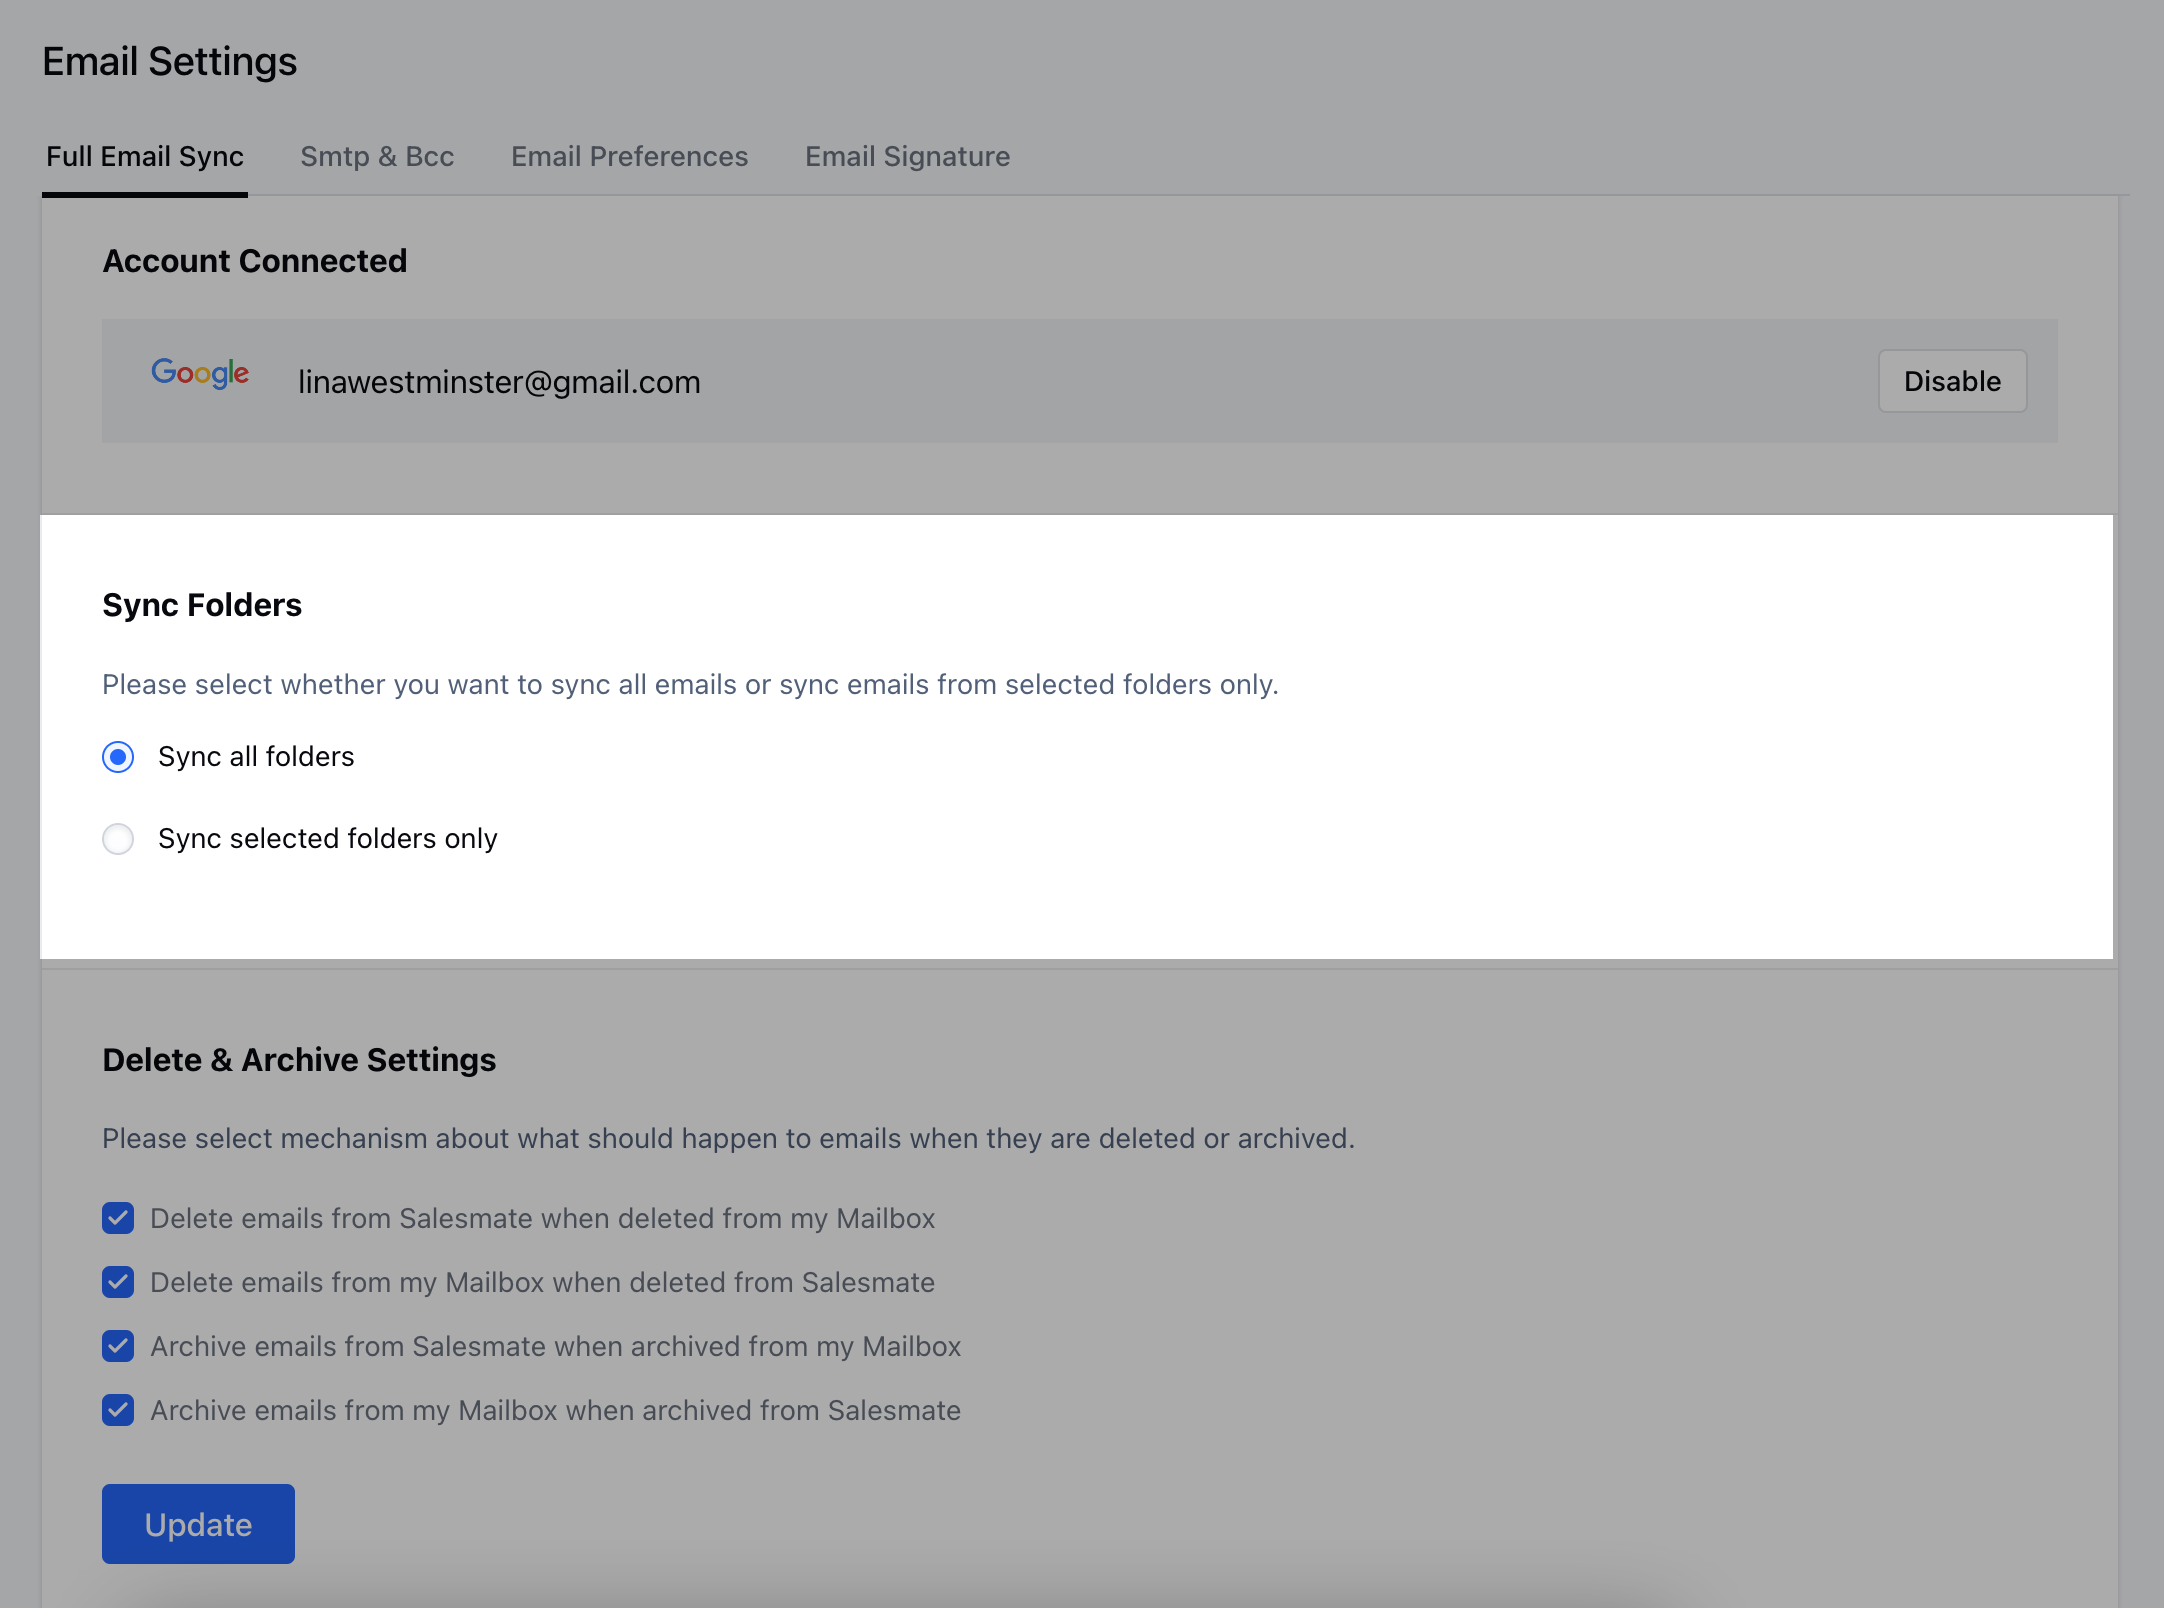 Email Settings
Full Email Sync
Smtp & Bcc
Email Preferences
Email Signature
Account Connected
Google
linawestminster@gmail.com
Disable
Sync Folders
Please select whether you want to sync all emails or sync emails from selected folders only.
Sync all folders
Sync selected folders only
Delete & Archive Settings
Please select mechanism about what should happen to emails when they are deleted or archived.
Delete emails from Salesmate when deleted from my Mailbox
Delete emails from my Mailbox when deleted from Salesmate
Archive emails from Salesmate when archived from my Mailbox
Archive emails from my Mailbox when archived from Salesmate
Update